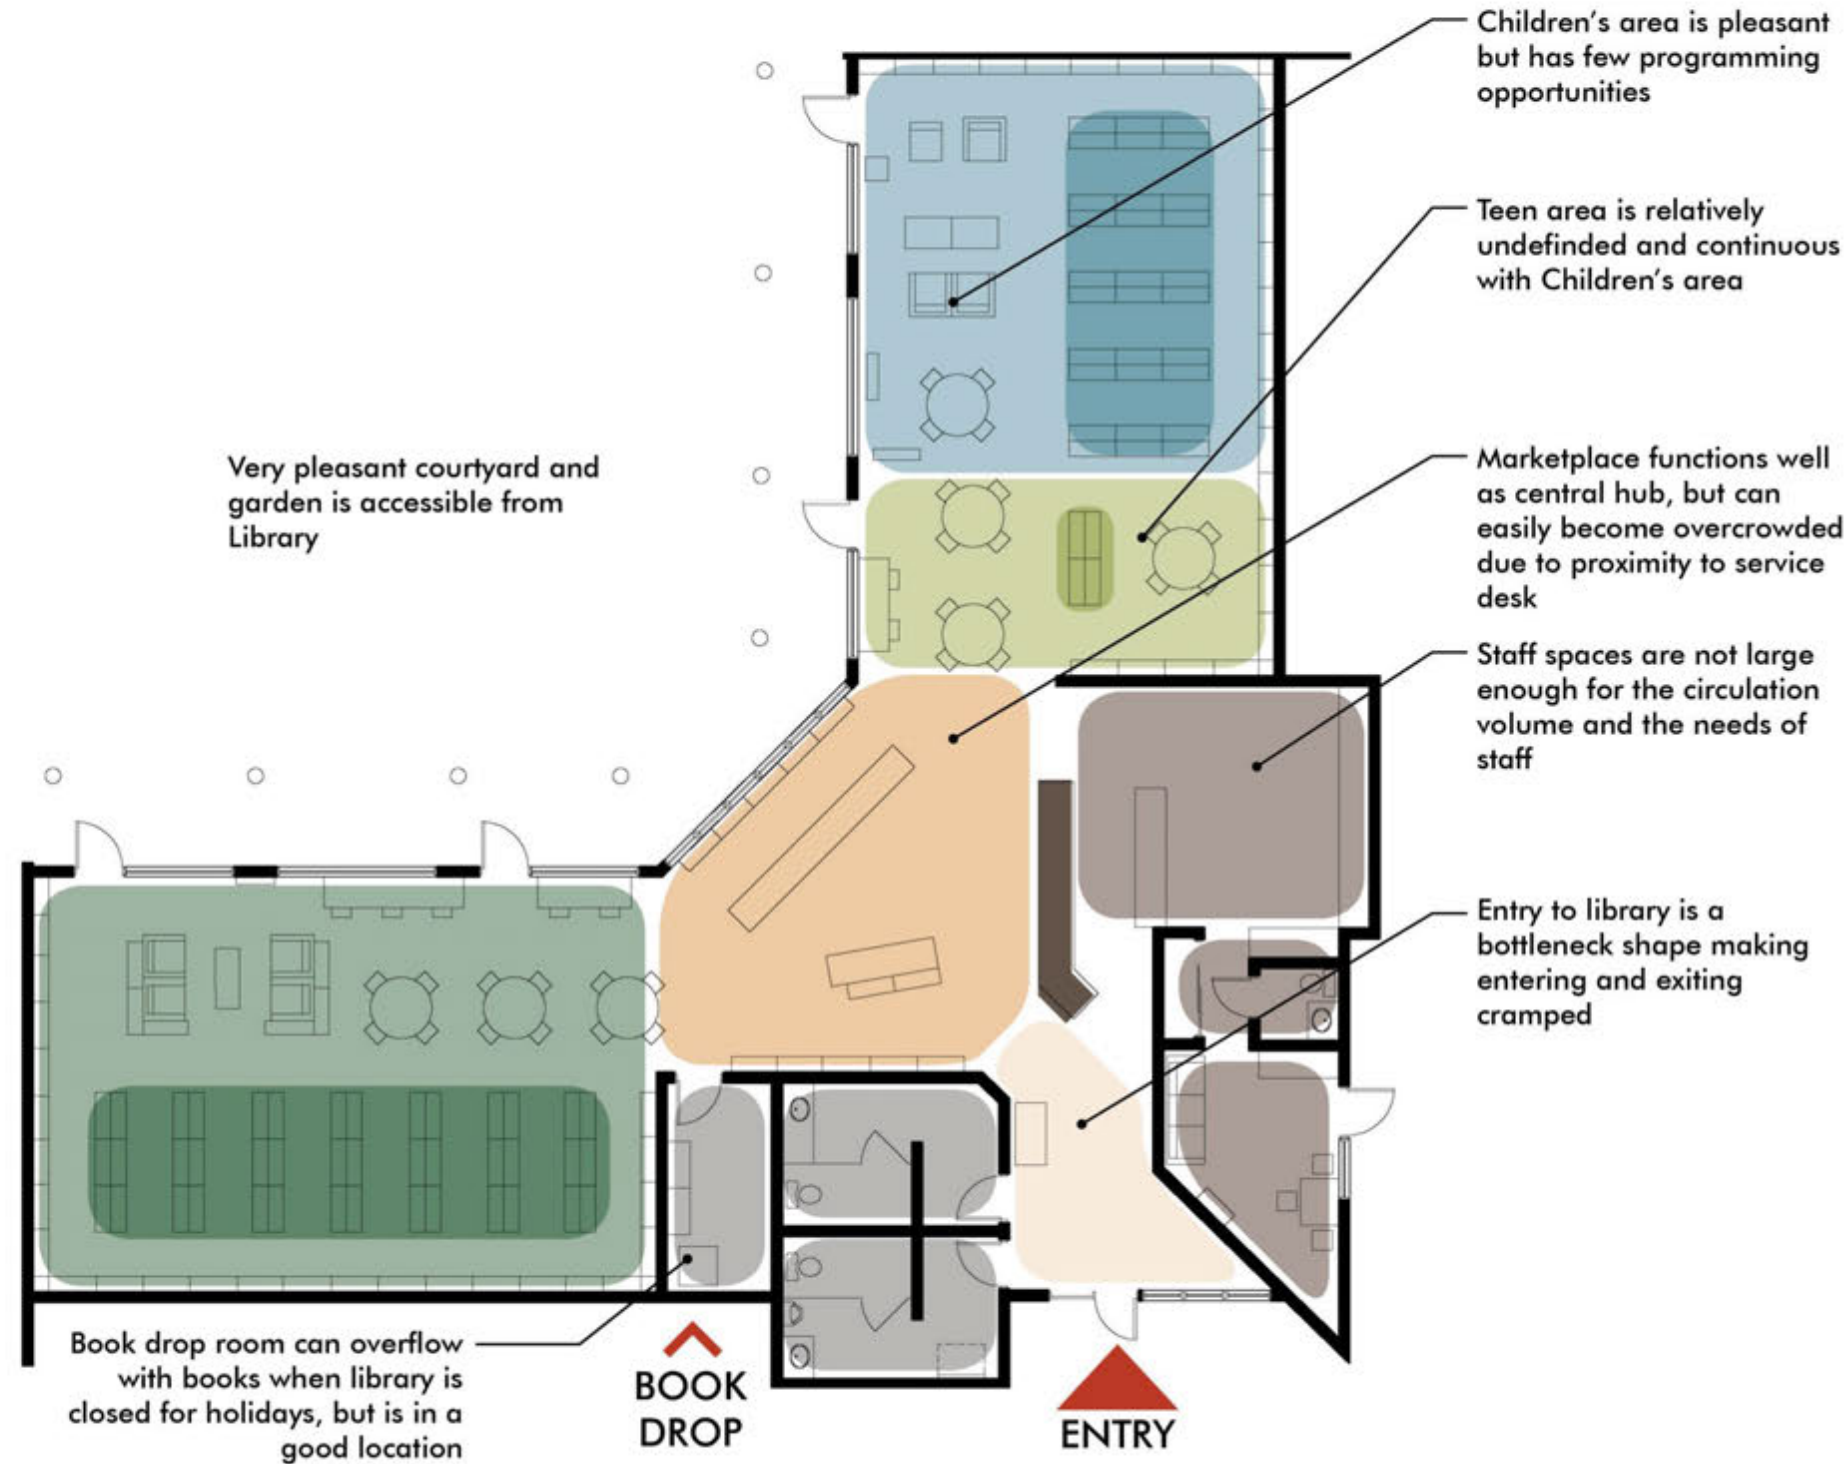 Children's area is pleasant
but has few programming
opportunities
Teen area is relatively
undefinded and continuous
with Children's area
Very pleasant courtyard and
garden is accessible from
Library
Marketplace functions well
as central hub, but can
easily become overcrowded
due to proximity to service
desk
Staff spaces are not large
enough for the circulation
volume and the needs of
staff
Entry to library is a
bottleneck shape making
entering and exiting
cramped
Book drop room can overflow
with books when library is
closed for holidays, but is in a
good location
BOOK
DROP
ENTRY